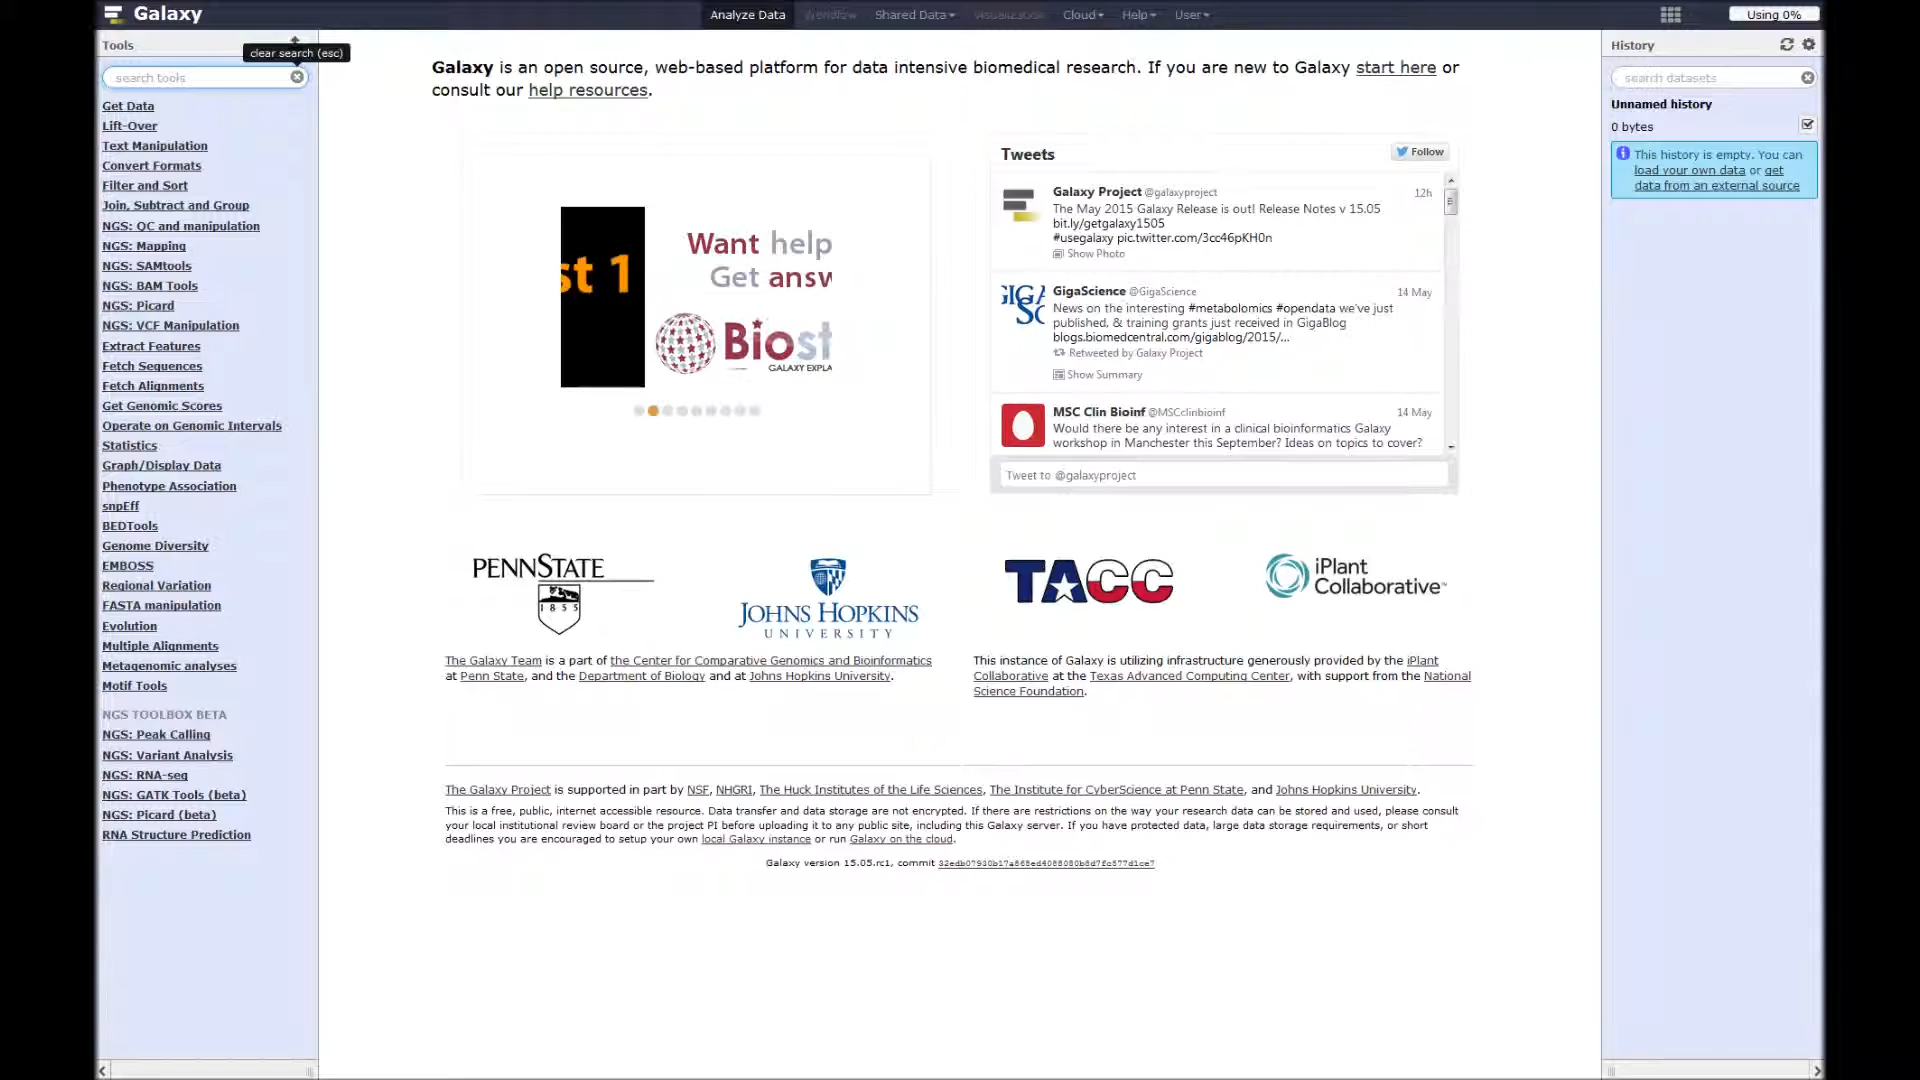 Galaxy
Analyze Data Workflow Shared Data Visualization Cloud Help User
Using 0%
Tools
clear search (esc)
search tools
Get Data
Lift-Over
Text Manipulation
Convert Formats
Filter and Sort
Join, Subtract and Group
NGS: QC and manipulation
NGS: Mapping
NGS: SAMtools
NGS: BAM Tools
NGS: Picard
NGS: VCF Manipulation
Extract Features
Fetch Sequences
Fetch Alignments
Get Genomic Scores
Operate on Genomic Intervals
Statistics
Graph/Display Data
Phenotype Association
snpEff
BEDTools
Genome Diversity
EMBOSS
Regional Variation
FASTA manipulation
Evolution
Multiple Alignments
Metagenomic analyses
Motif Tools
NGS TOOLBOX BETA
NGS: Peak Calling
NGS: Variant Analysis
NGS: RNA-seq
NGS: GATK Tools (beta)
NGS: Picard (beta)
RNA Structure Prediction
Galaxy is an open source, web-based platform for data intensive biomedical research. If you are new to Galaxy start here or
consult our help resources.
st 1
Want help
Get answ
Biost
GALAXY EXPLA
Tweets
Follow
Galaxy Project @galaxyproject 12h
The May 2015 Galaxy Release is out! Release Notes v 15.05
bit.ly/getgalaxy1505
#usegalaxy pic.twitter.com/3cc46pKH0n
Show Photo
GIGA
SC
GigaScience @GigaScience 14 May
News on the interesting #metabolomics #opendata we've just
published, & training grants just received in GigaBlog
blogs.biomedcentral.com/gigablog/2015/...
Retweeted by Galaxy Project
Show Summary
MSC Clin Bioinf @MSCclinbioinf 14 May
Would there be any interest in a clinical bioinformatics Galaxy
workshop in Manchester this September? Ideas on topics to cover?
Tweet to @galaxyproject
PENNSTATE
1855
JOHNS HOPKINS
UNIVERSITY
TACC
iPlant
Collaborative™
The Galaxy Team is a part of the Center for Comparative Genomics and Bioinformatics
at Penn State, and the Department of Biology and at Johns Hopkins University.
This instance of Galaxy is utilizing infrastructure generously provided by the iPlant
Collaborative at the Texas Advanced Computing Center, with support from the National
Science Foundation.
The Galaxy Project is supported in part by NSF, NHGRI, The Huck Institutes of the Life Sciences, The Institute for CyberScience at Penn State, and Johns Hopkins University.
This is a free, public, internet accessible resource. Data transfer and data storage are not encrypted. If there are restrictions on the way your research data can be stored and used, please consult
your local institutional review board or the project PI before uploading it to any public site, including this Galaxy server. If you have protected data, large data storage requirements, or short
deadlines you are encouraged to setup your own local Galaxy instance or run Galaxy on the cloud.
Galaxy version 15.05.rc1, commit
History
search datasets
Unnamed history
0 bytes
This history is empty. You can
load your own data or get
data from an external source